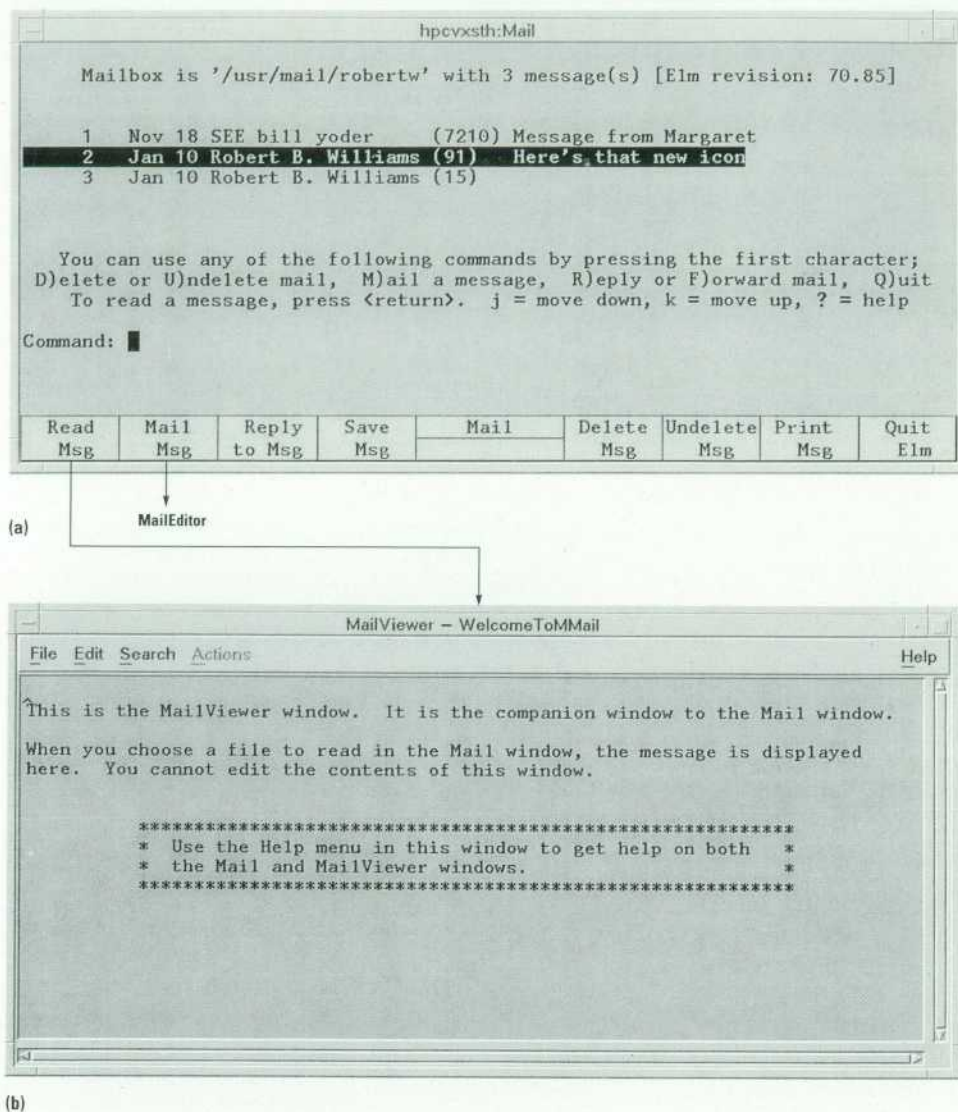 hpcvxsth:Mail
Mailbox is '/usr/mail/robertw' with 3 message(s) [Elm revision: 70.85]
1 Nov 18 SEE bill yoder (7210) Message from Margaret
2 Jan 10 Robert B. Williams (91) Here's that new icon
3 Jan 10 Robert B. Williams (15)
You can use any of the following commands by pressing the first character;
D)elete or U)ndelete mail, M)ail a message, R)eply or F)orward mail, Q)uit
To read a message, press <return>. j = move down, k = move up, ? = help
Command:
Read Mail Reply Save Mail Delete Undelete Print Quit
Msg Msg to Msg Msg Msg Msg Msg Elm
(a)
MailEditor
MailViewer – WelcomeToMMail
File Edit Search Actions Help
This is the MailViewer window. It is the companion window to the Mail window.
When you choose a file to read in the Mail window, the message is displayed
here. You cannot edit the contents of this window.
***********************************************************
* Use the Help menu in this window to get help on both *
* the Mail and MailViewer windows. *
***********************************************************
(b)